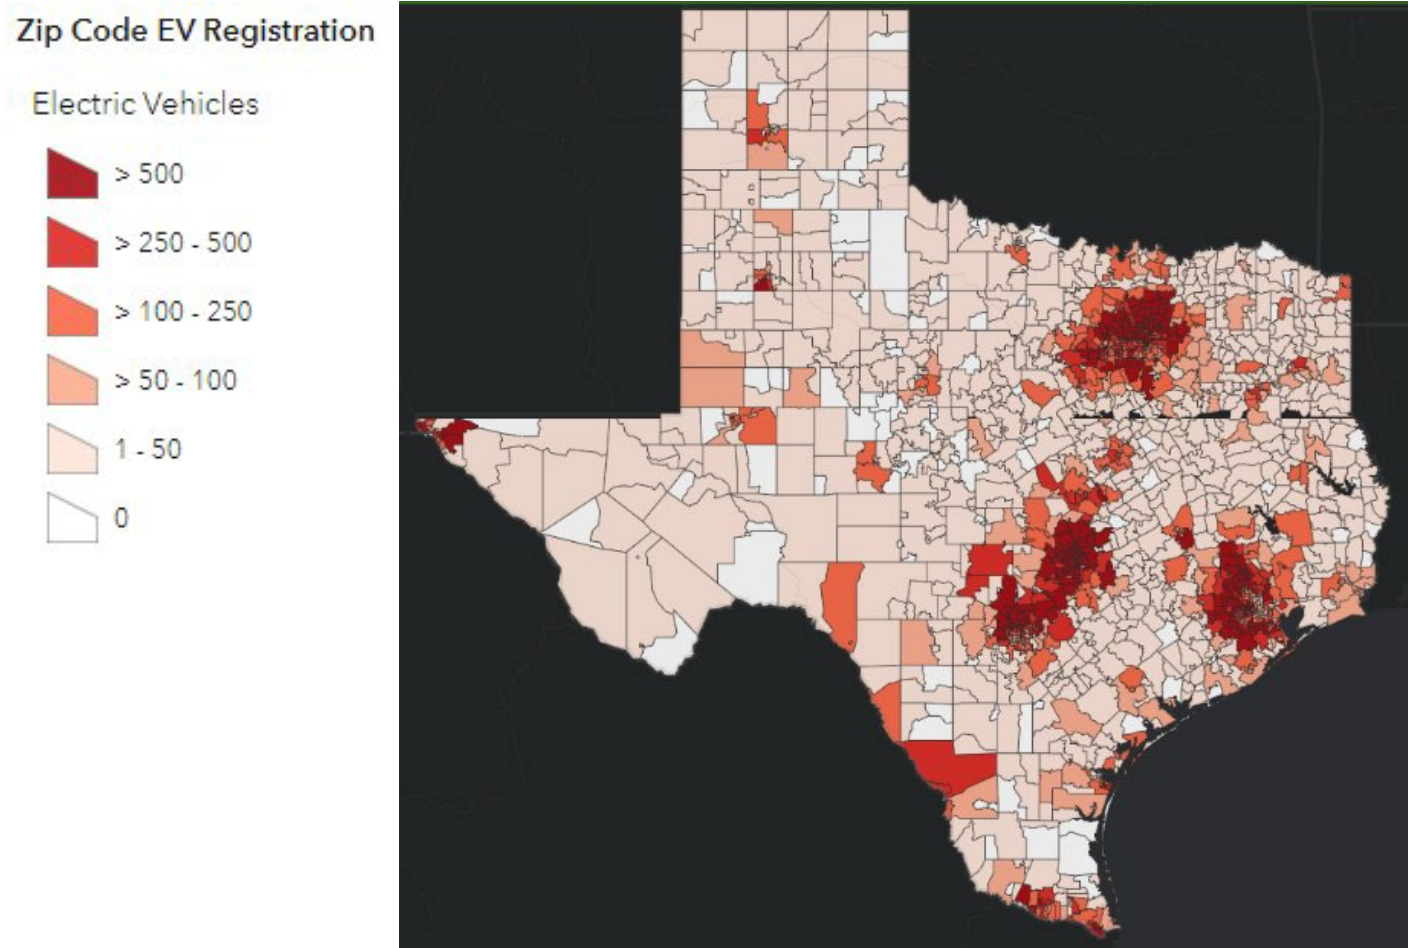 Zip Code EV Registration
Electric Vehicles
> 500
> 250 - 500
> 100 - 250
> 50 - 100
1 - 50
0